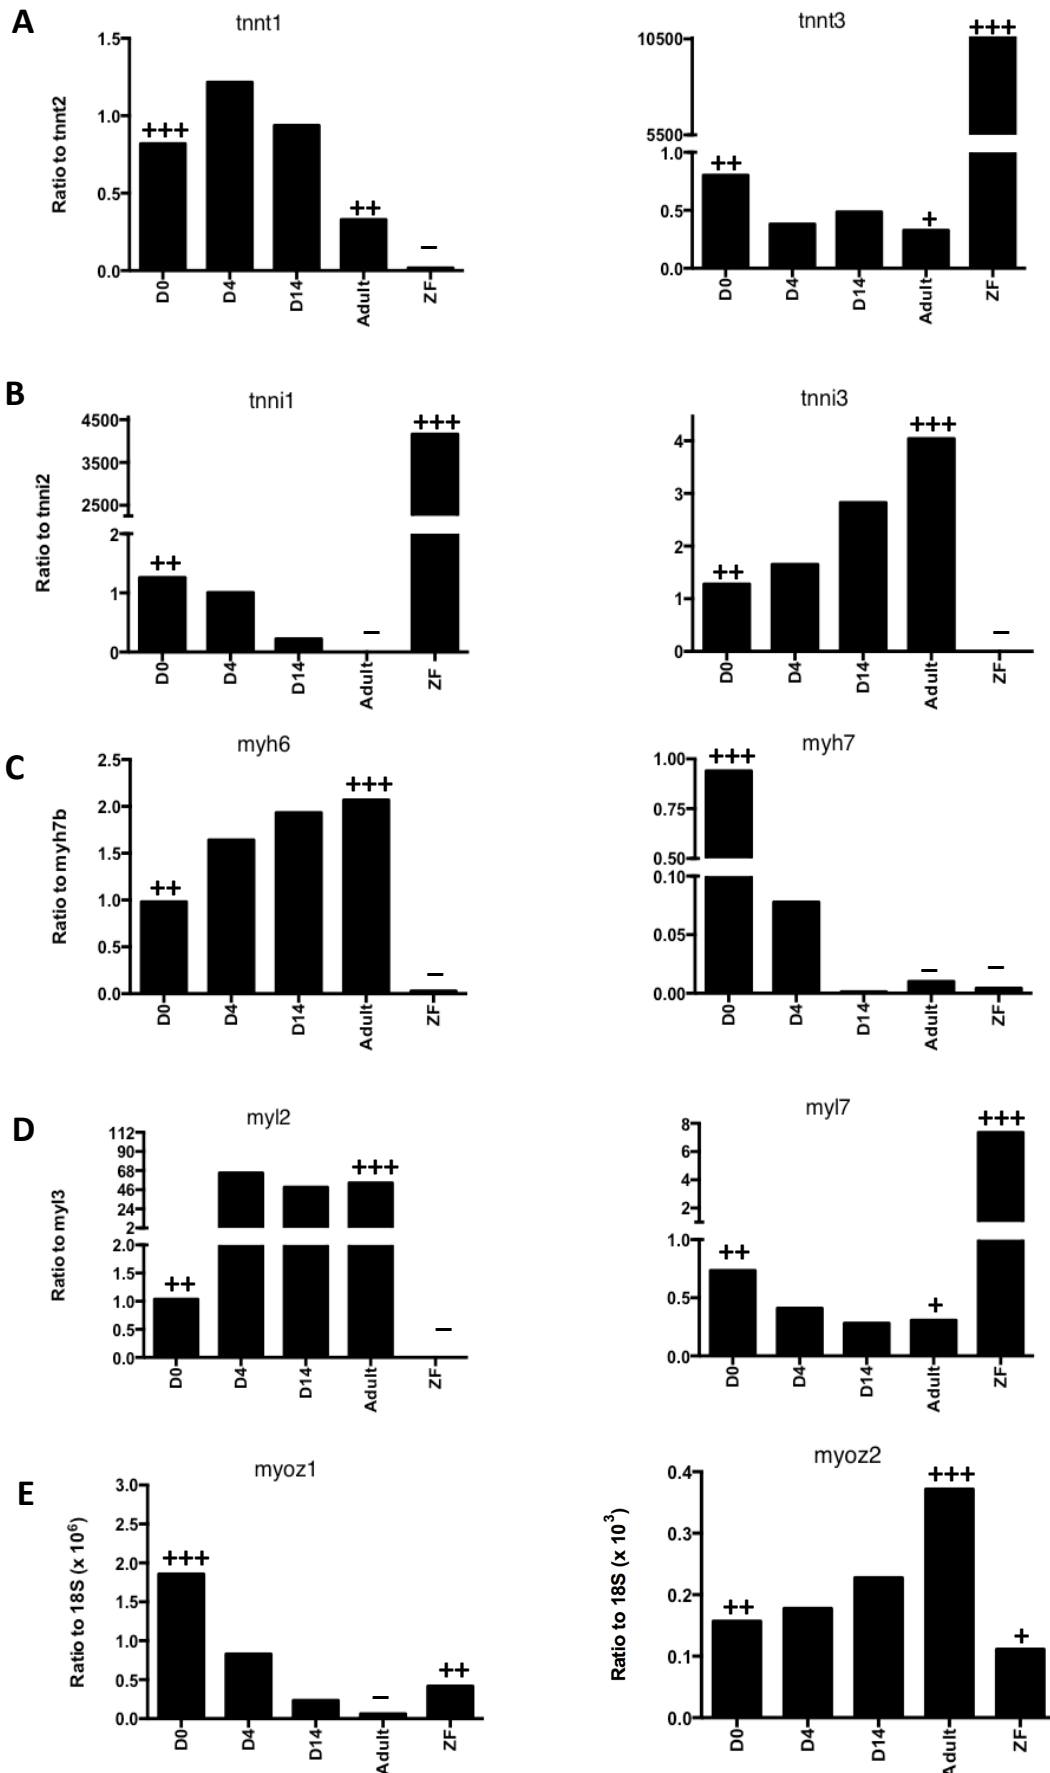 A
tnnt1
Ratio to tnnt2
1.5
1.0
0.5
0.0
+++
++
—
D0
D4
D14
Adult
ZF
tnnt3
10500
5500
1.0
0.5
0.0
++
+
+++
D0
D4
D14
Adult
ZF
B
tnni1
Ratio to tnni2
4500
3500
2500
2
1
0
++
—
+++
D0
D4
D14
Adult
ZF
tnni3
4
3
2
1
0
++
+++
—
D0
D4
D14
Adult
ZF
C
myh6
Ratio to myh7b
2.5
2.0
1.5
1.0
0.5
0.0
++
+++
—
D0
D4
D14
Adult
ZF
myh7
1.00
0.75
0.50
0.10
0.05
0.00
+++
—
—
D0
D4
D14
Adult
ZF
D
myl2
Ratio to myl3
112
90
68
46
24
2
2.0
1.5
1.0
0.5
0.0
++
+++
—
D0
D4
D14
Adult
ZF
myl7
8
6
4
2
1.0
0.5
0.0
++
+
+++
D0
D4
D14
Adult
ZF
E
myoz1
Ratio to 18S (x 10⁶)
3.0
2.5
2.0
1.5
1.0
0.5
0.0
+++
—
++
D0
D4
D14
Adult
ZF
myoz2
Ratio to 18S (x 10³)
0.4
0.3
0.2
0.1
0.0
++
+++
+
D0
D4
D14
Adult
ZF